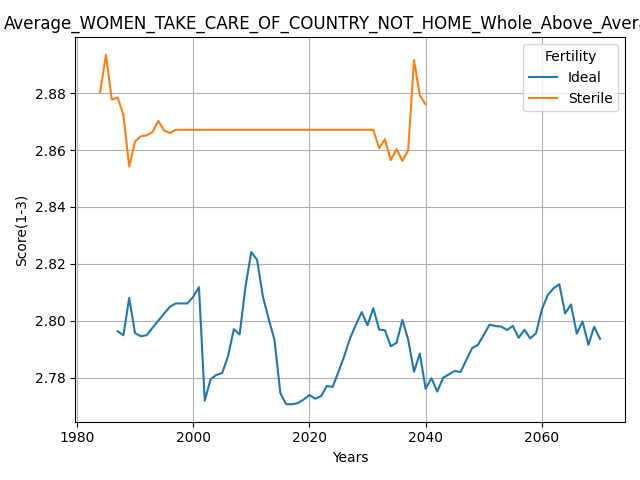 Average_WOMEN_TAKE_CARE_OF_COUNTRY_NOT_HOME_Whole_Above_Avera
Fertility
Ideal
Sterile
Score(1-3)
2.88
2.86
2.84
2.82
2.80
2.78
1980 2000 2020 2040 2060
Years